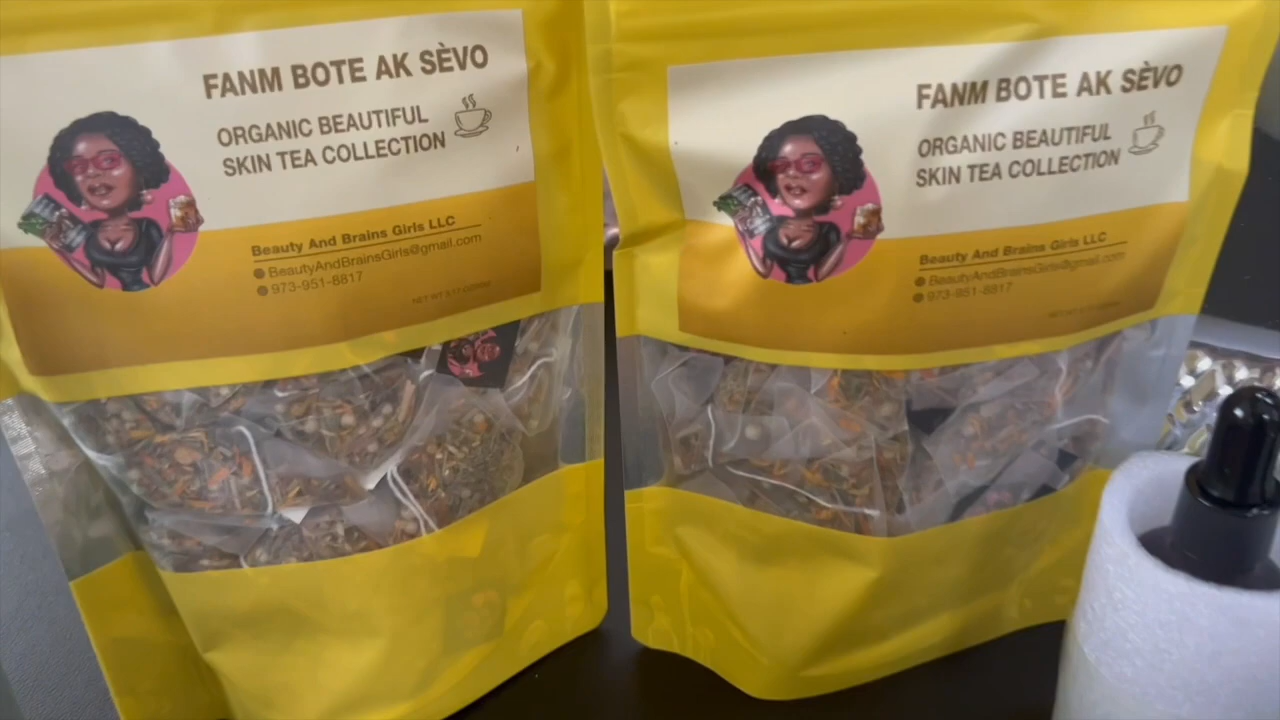 FANM BOTE AK SÈVO
ORGANIC BEAUTIFUL
SKIN TEA COLLECTION
Beauty And Brains Girls LLC
BeautyAndBrainsGirls@gmail.com
973-951-8817
NET WT
FANM BOTE AK SÈVO
ORGANIC BEAUTIFUL
SKIN TEA COLLECTION
Beauty And Brains Girls LLC
BeautyAndBrainsGirls@gmail.com
973-951-8817